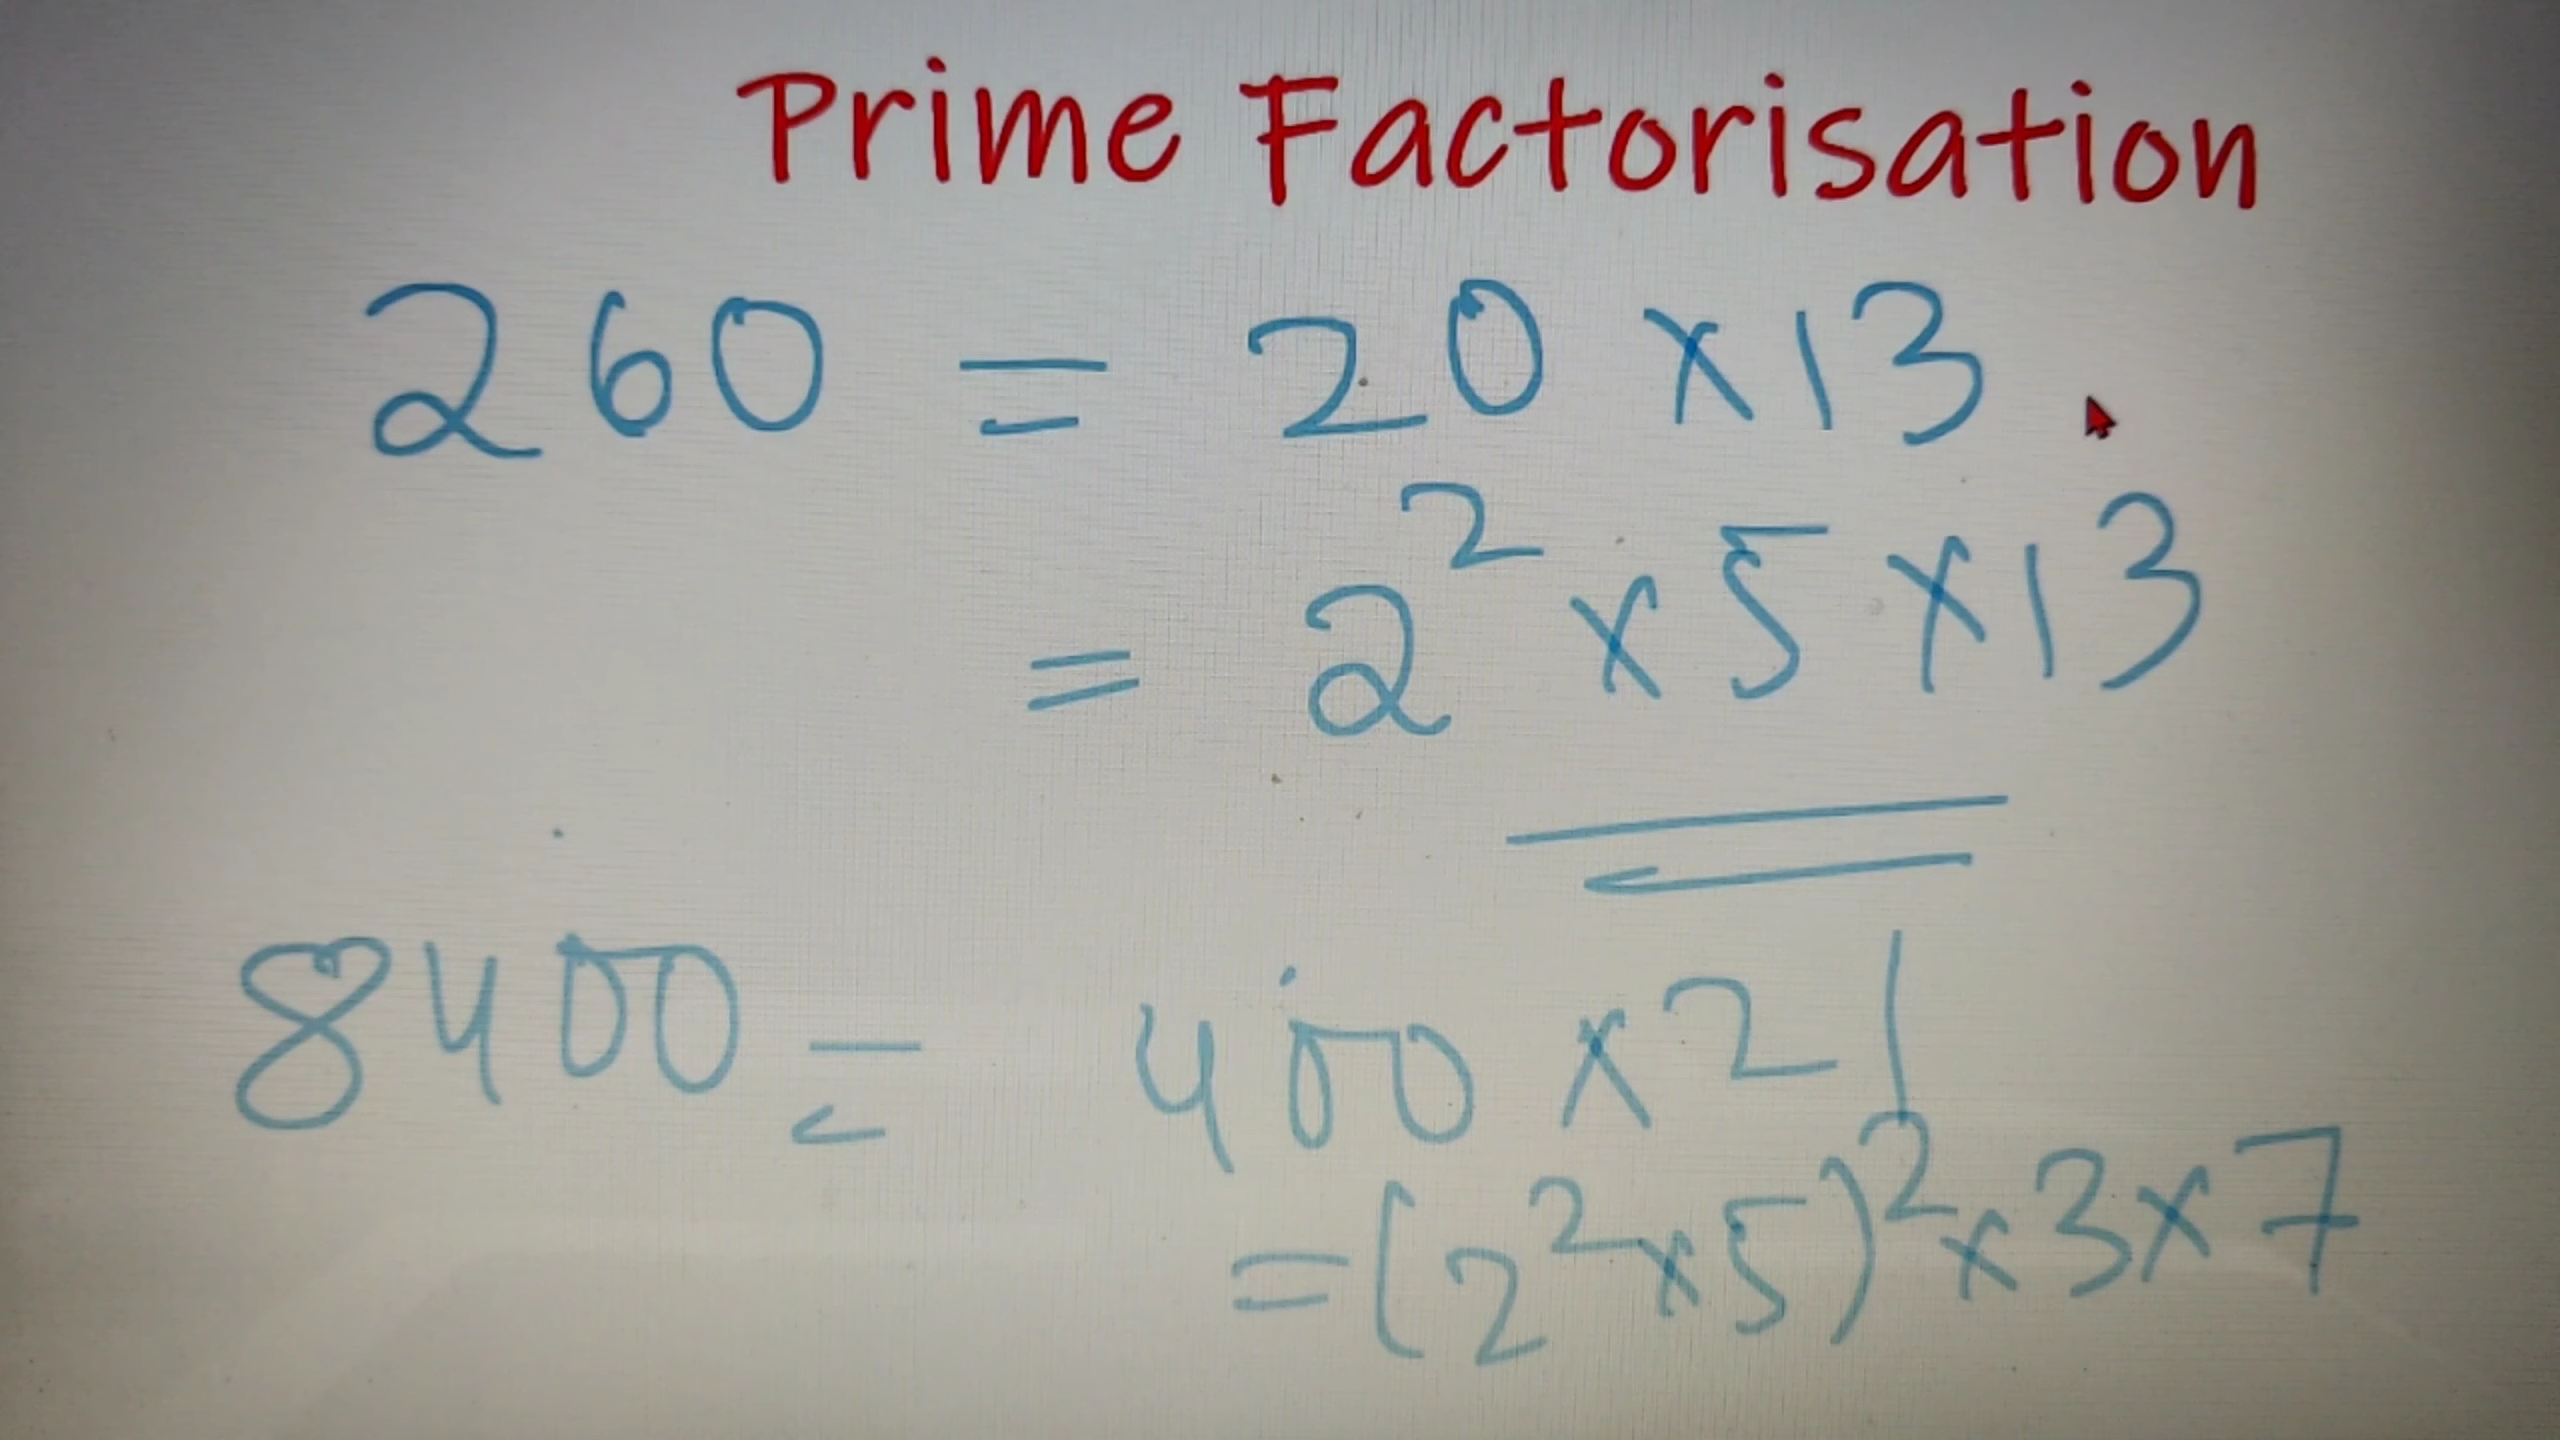 Prime Factorisation
260 = 20 × 13
= 2² × 5 × 13
8400 = 400 × 21
= (2² × 5)² × 3 × 7